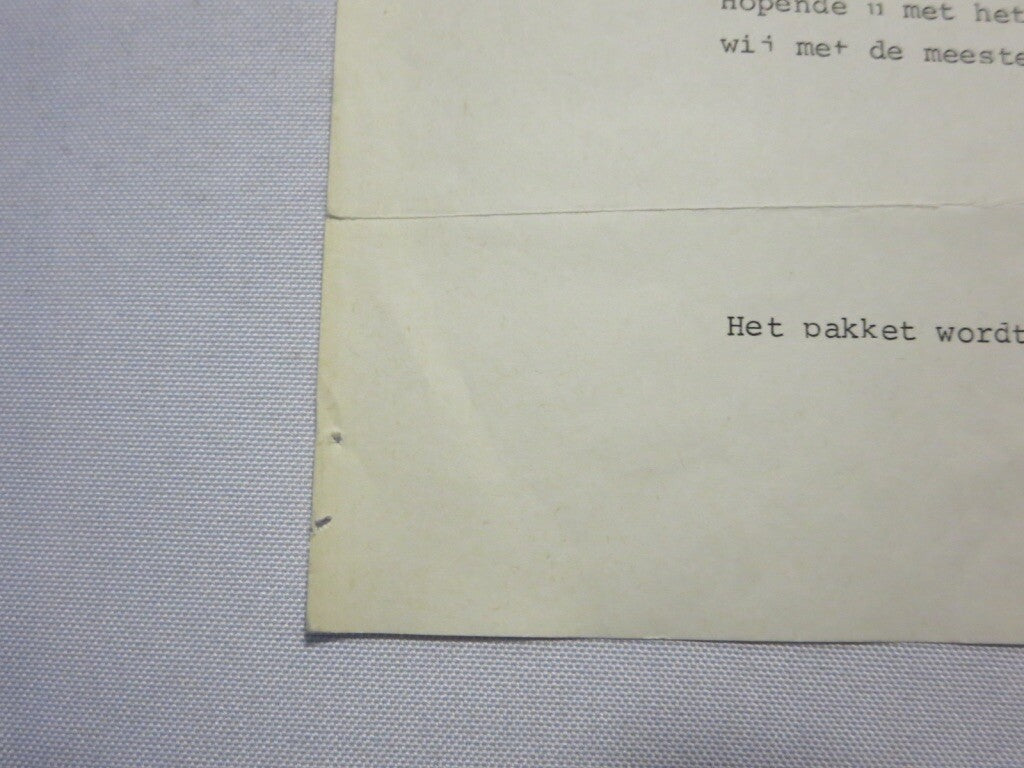 Hopende u met het
wij met de meeste
Het pakket wordt